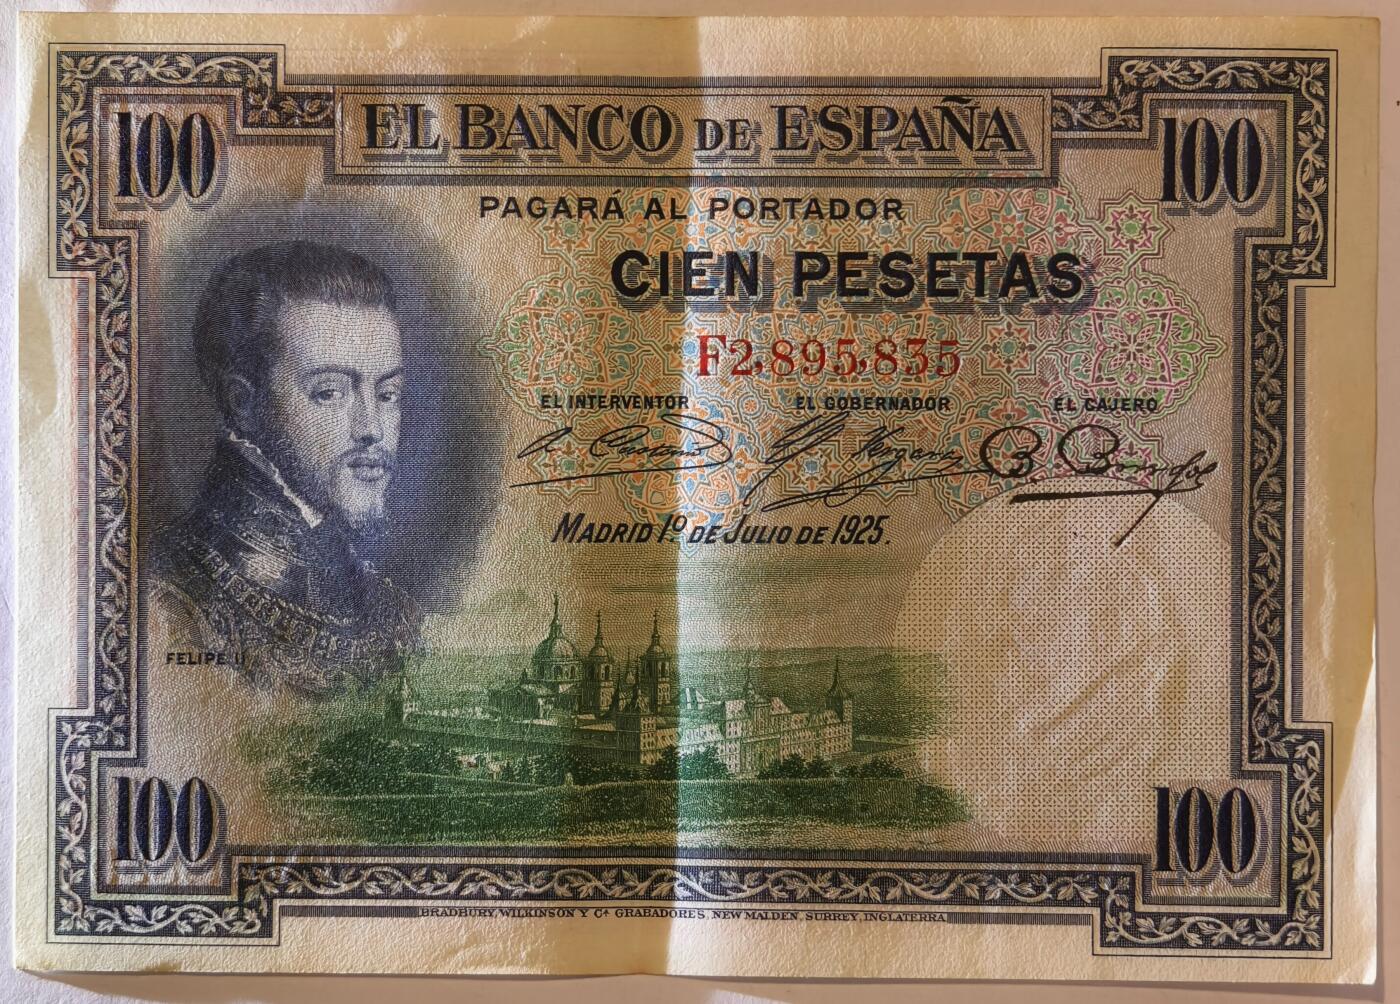 100
EL BANCO DE ESPAÑA
100
PAGARÁ AL PORTADOR
CIEN PESETAS
F2,895,835
EL INTERVENTOR EL GOBERNADOR EL CAJERO
MADRID 1º DE JULIO DE 1925.
FELIPE II
100
100
BRADBURY, WILKINSON Y Cª GRABADORES, NEW MALDEN, SURREY, INGLATERRA